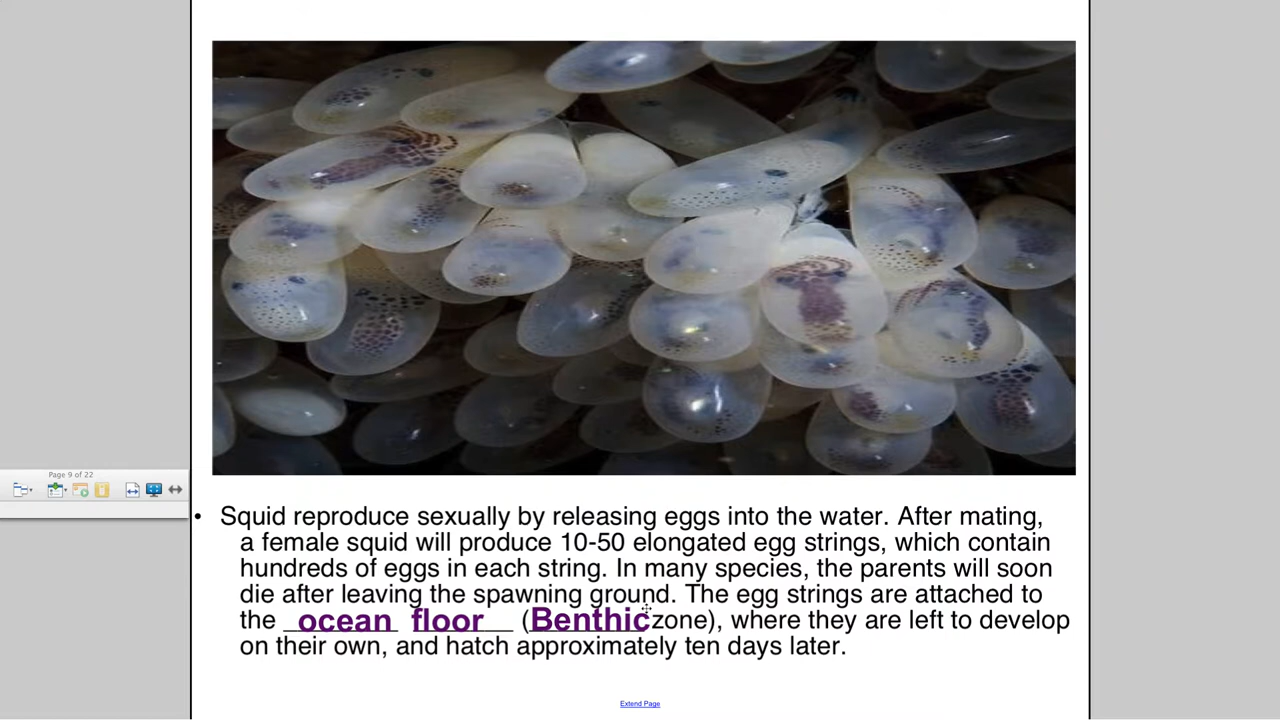 Page 9 of 22
• Squid reproduce sexually by releasing eggs into the water. After mating,
a female squid will produce 10-50 elongated egg strings, which contain
hundreds of eggs in each string. In many species, the parents will soon
die after leaving the spawning ground. The egg strings are attached to
the ocean floor (Benthic zone), where they are left to develop
on their own, and hatch approximately ten days later.
Extend Page